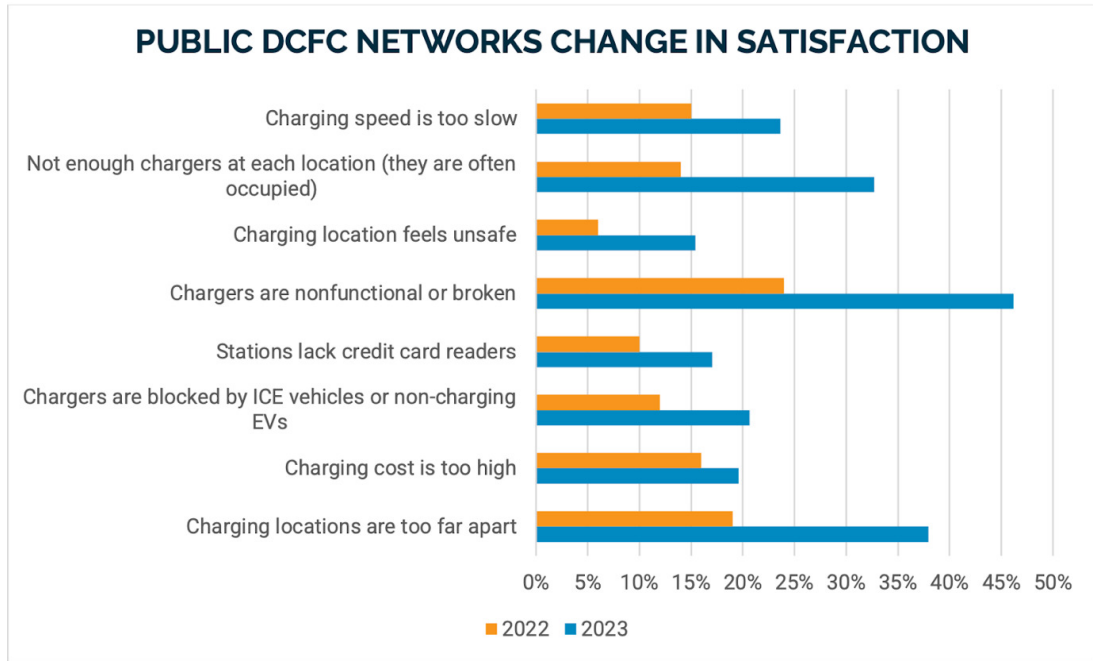 PUBLIC DCFC NETWORKS CHANGE IN SATISFACTION
Charging speed is too slow
Not enough chargers at each location (they are often
occupied)
Charging location feels unsafe
Chargers are nonfunctional or broken
Stations lack credit card readers
Chargers are blocked by ICE vehicles or non-charging
EVs
Charging cost is too high
Charging locations are too far apart
0% 5% 10% 15% 20% 25% 30% 35% 40% 45% 50%
2022 2023